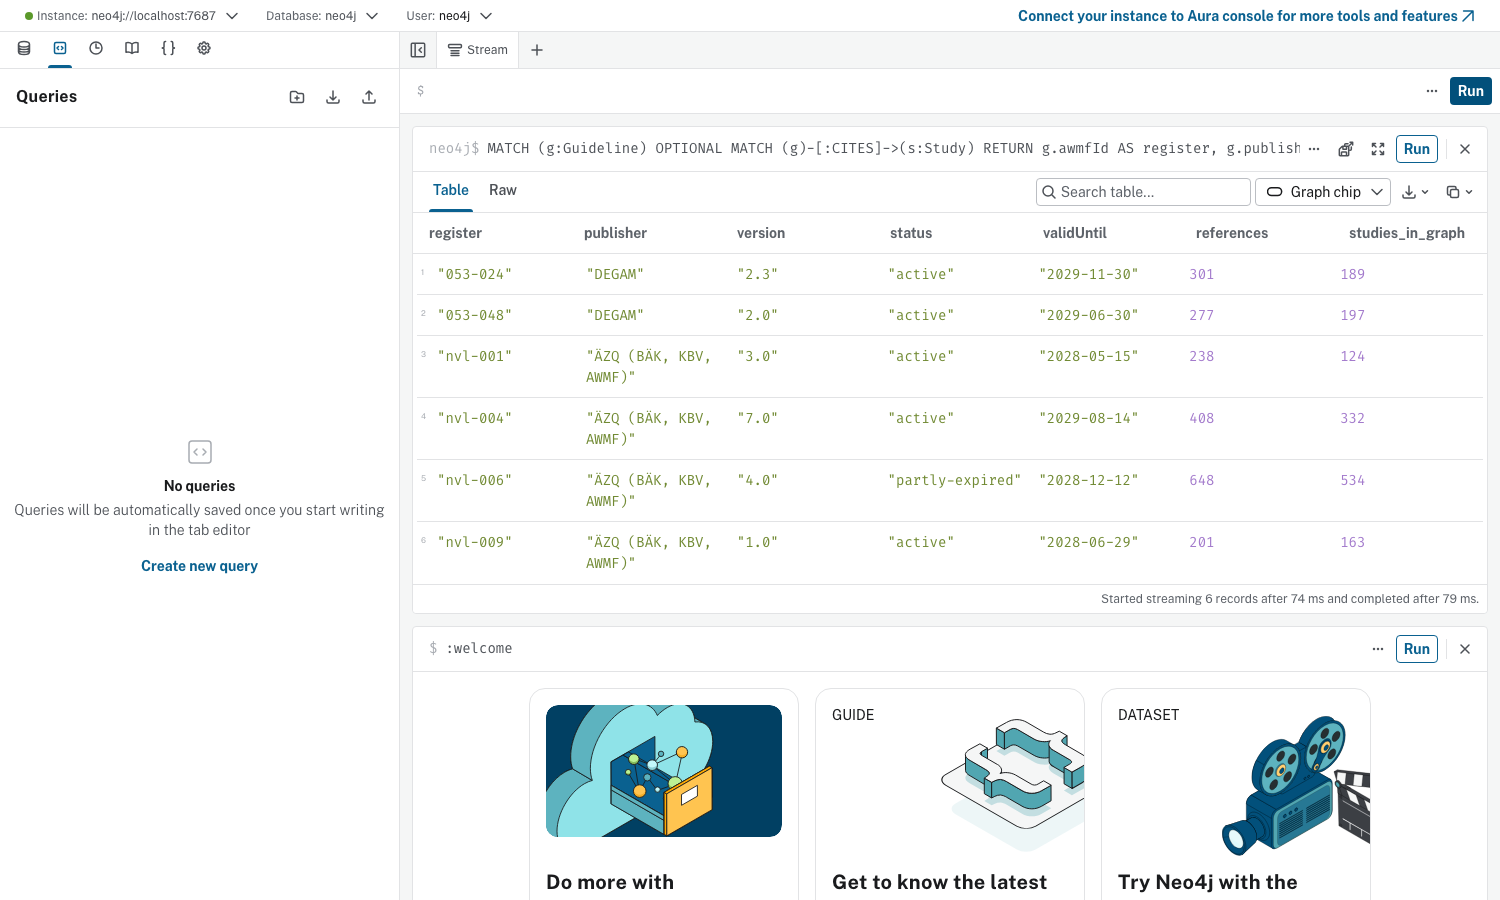 Instance: neo4j://localhost:7687
Database: neo4j
User: neo4j
Connect your instance to Aura console for more tools and features
Queries
No queries
Queries will be automatically saved once you start writing
in the tab editor
Create new query
Stream
$
Run
neo4j$ MATCH (g:Guideline) OPTIONAL MATCH (g)-[:CITES]->(s:Study) RETURN g.awmfId AS register, g.publish
Run
Table
Raw
Search table...
Graph chip
register publisher version status validUntil references studies_in_graph
1 "053-024" "DEGAM" "2.3" "active" "2029-11-30" 301 189
2 "053-048" "DEGAM" "2.0" "active" "2029-06-30" 277 197
3 "nvl-001" "ÄZQ (BÄK, KBV, "3.0" "active" "2028-05-15" 238 124
AWMF)"
4 "nvl-004" "ÄZQ (BÄK, KBV, "7.0" "active" "2029-08-14" 408 332
AWMF)"
5 "nvl-006" "ÄZQ (BÄK, KBV, "4.0" "partly-expired" "2028-12-12" 648 534
AWMF)"
6 "nvl-009" "ÄZQ (BÄK, KBV, "1.0" "active" "2028-06-29" 201 163
AWMF)"
Started streaming 6 records after 74 ms and completed after 79 ms.
$ :welcome
Run
Do more with
GUIDE
Get to know the latest
DATASET
Try Neo4j with the